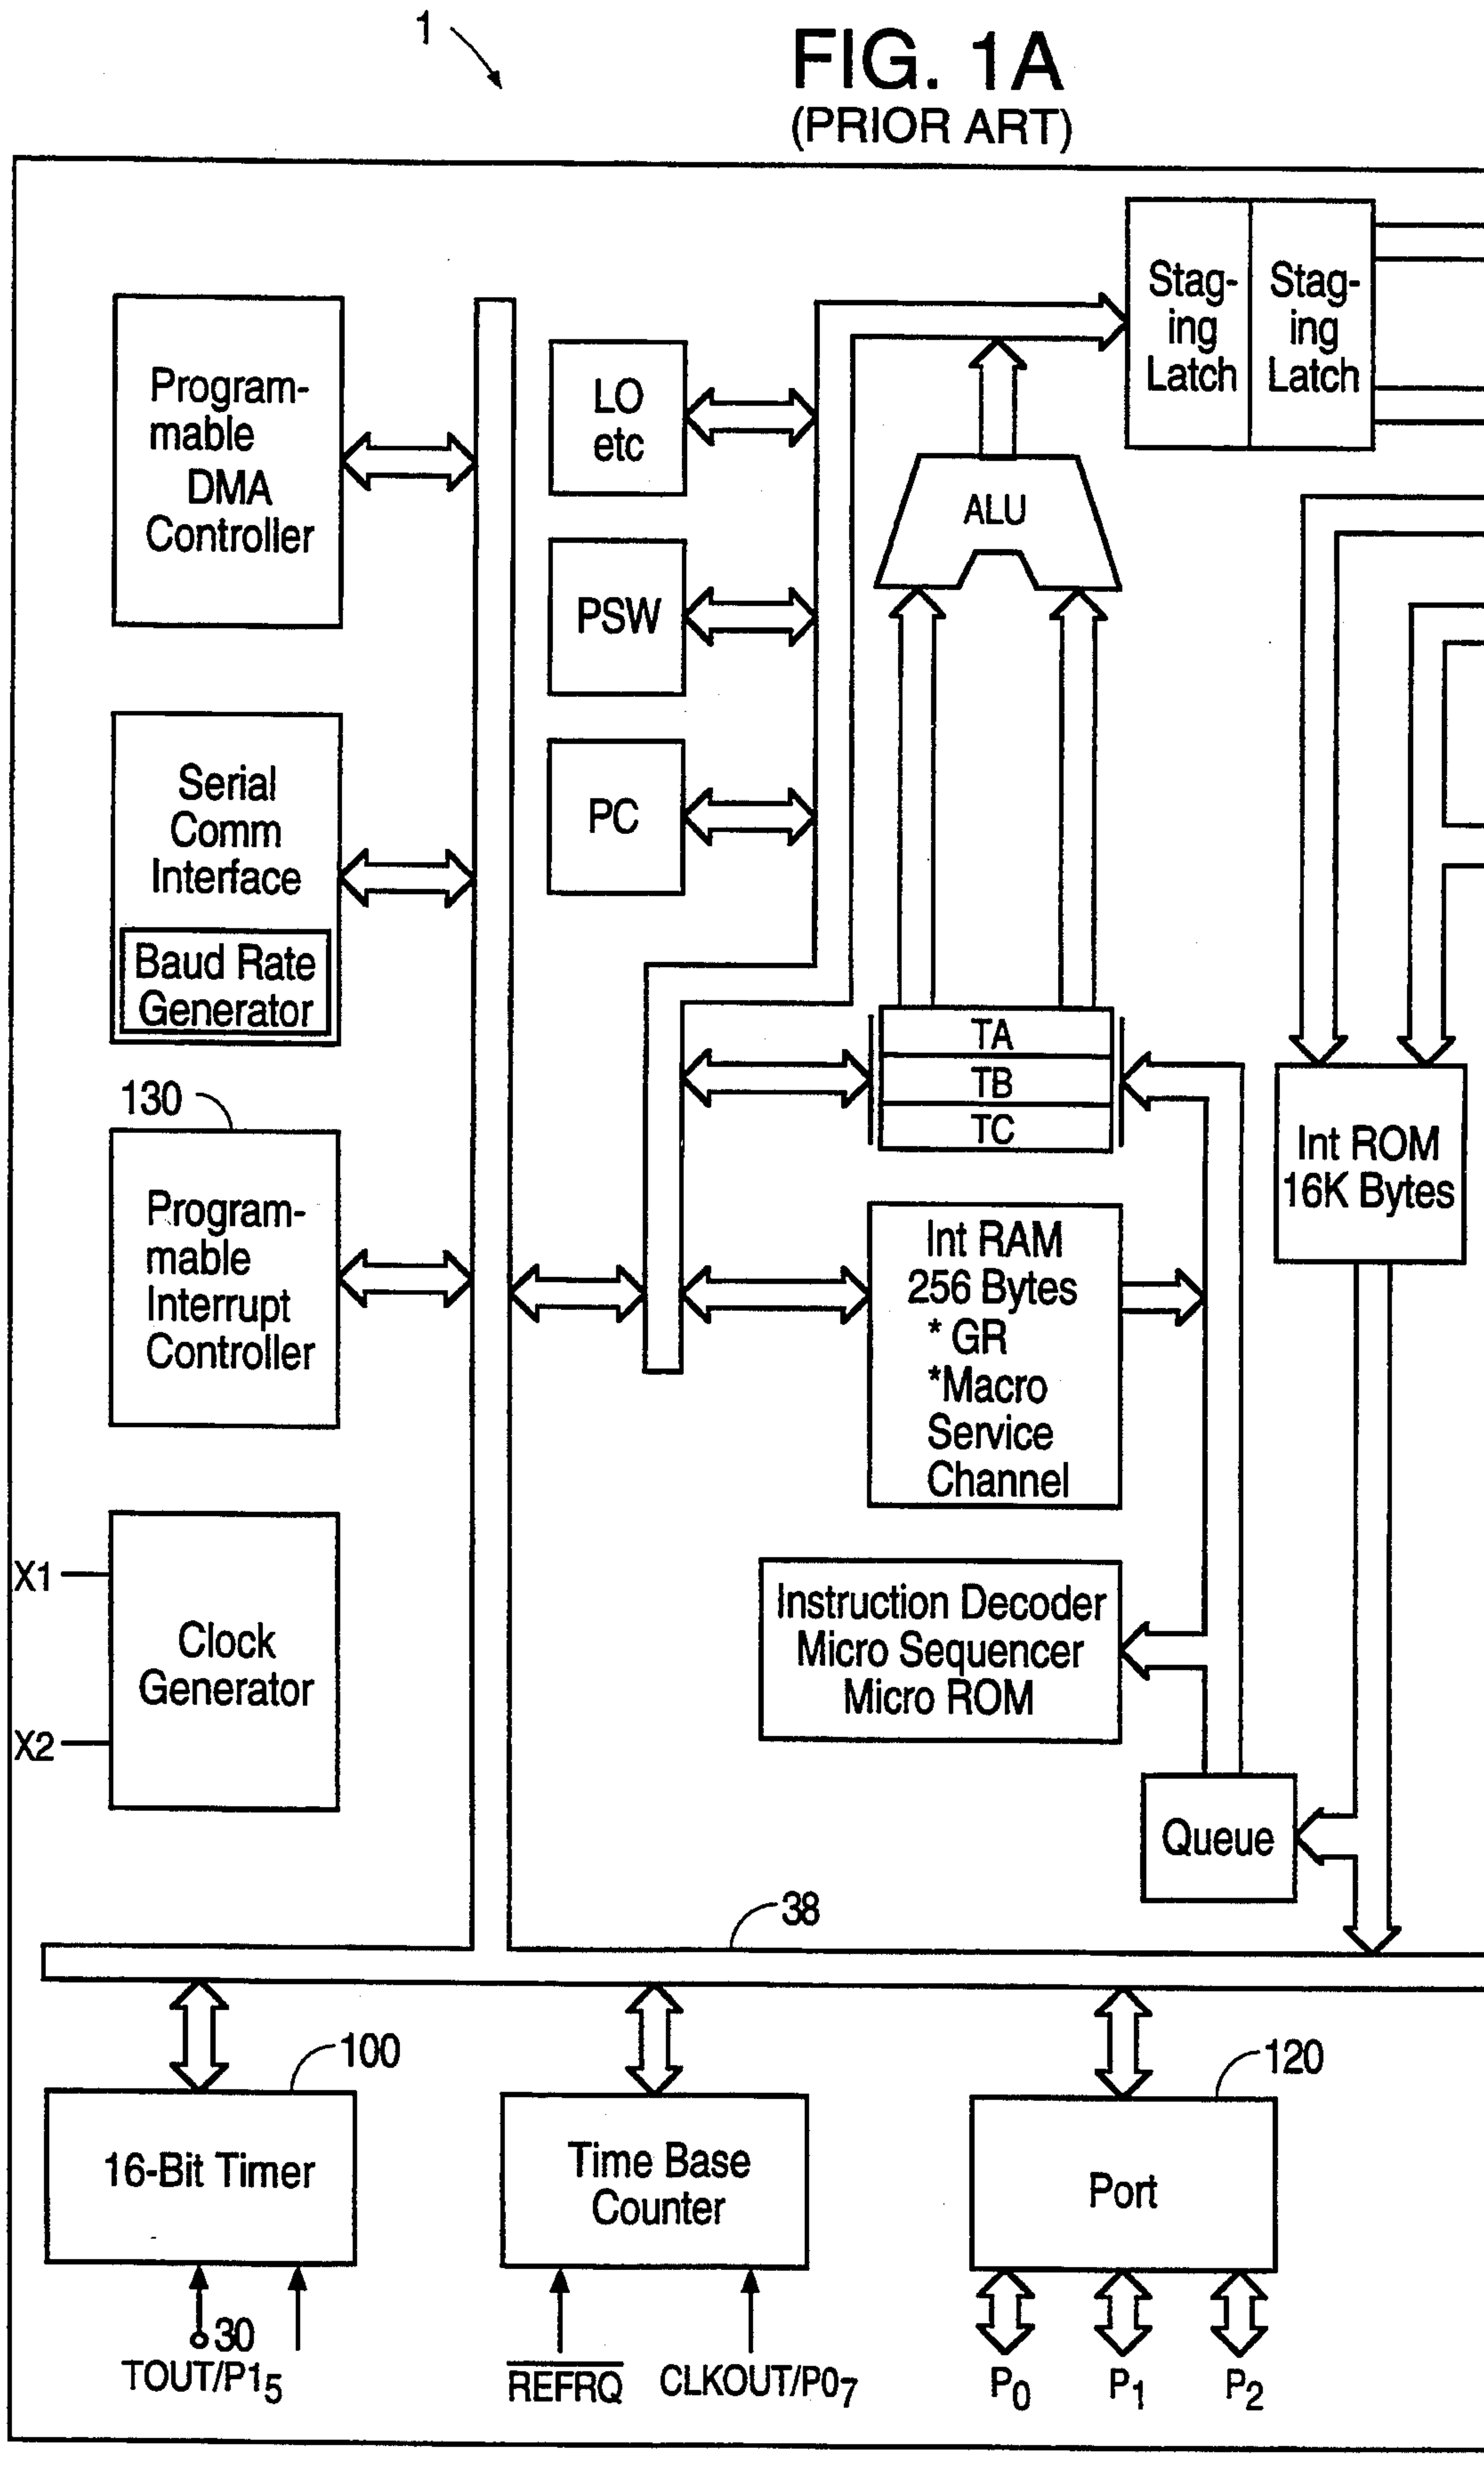 1
FIG. 1A
(PRIOR ART)
Program-
mable
DMA
Controller
LO
etc
Stag-
ing
Latch
Stag-
ing
Latch
ALU
PSW
Serial
Comm
Interface
Baud Rate
Generator
PC
TA
TB
TC
130
Program-
mable
Interrupt
Controller
Int RAM
256 Bytes
* GR
*Macro
Service
Channel
Int ROM
16K Bytes
X1
Clock
Generator
X2
Instruction Decoder
Micro Sequencer
Micro ROM
Queue
38
100
16-Bit Timer
30
TOUT/P1₅
Time Base
Counter
R̅E̅F̅R̅Q̅
CLKOUT/P0₇
120
Port
P₀
P₁
P₂